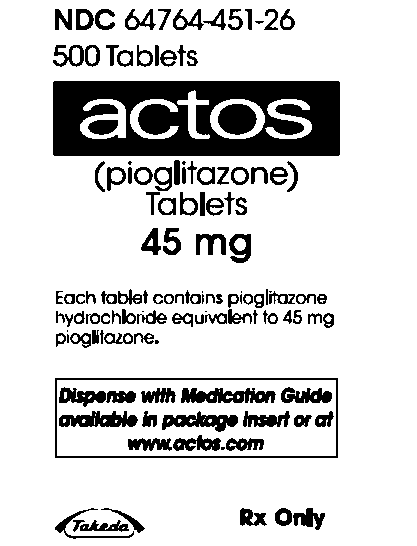 NDC 64764-451-26
500 Tablets
actos
(pioglitazone)
Tablets
45 mg
Each tablet contains pioglitazone
hydrochloride equivalent to 45 mg
pioglitazone.
Dispense with Medication Guide
available in package insert or at
www.actos.com
Takeda
Rx Only